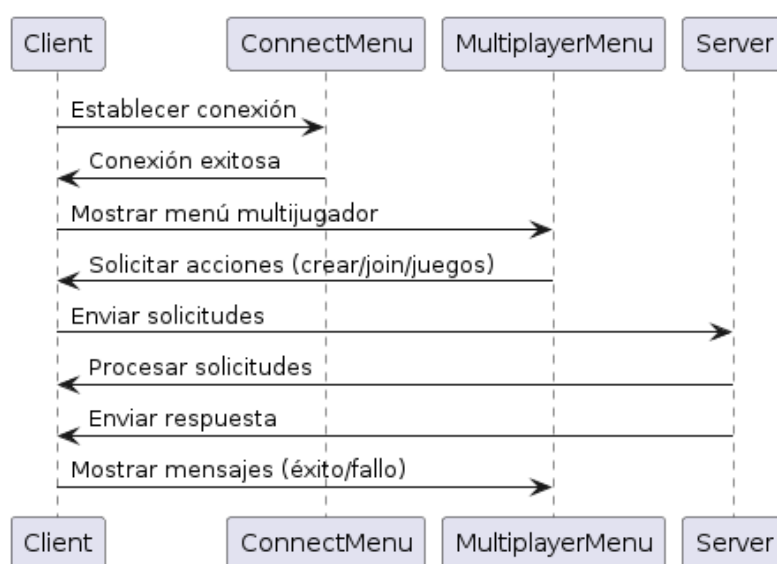 Client ConnectMenu MultiplayerMenu Server
Establecer conexión
Conexión exitosa
Mostrar menú multijugador
Solicitar acciones (crear/join/juegos)
Enviar solicitudes
Procesar solicitudes
Enviar respuesta
Mostrar mensajes (éxito/fallo)
Client ConnectMenu MultiplayerMenu Server